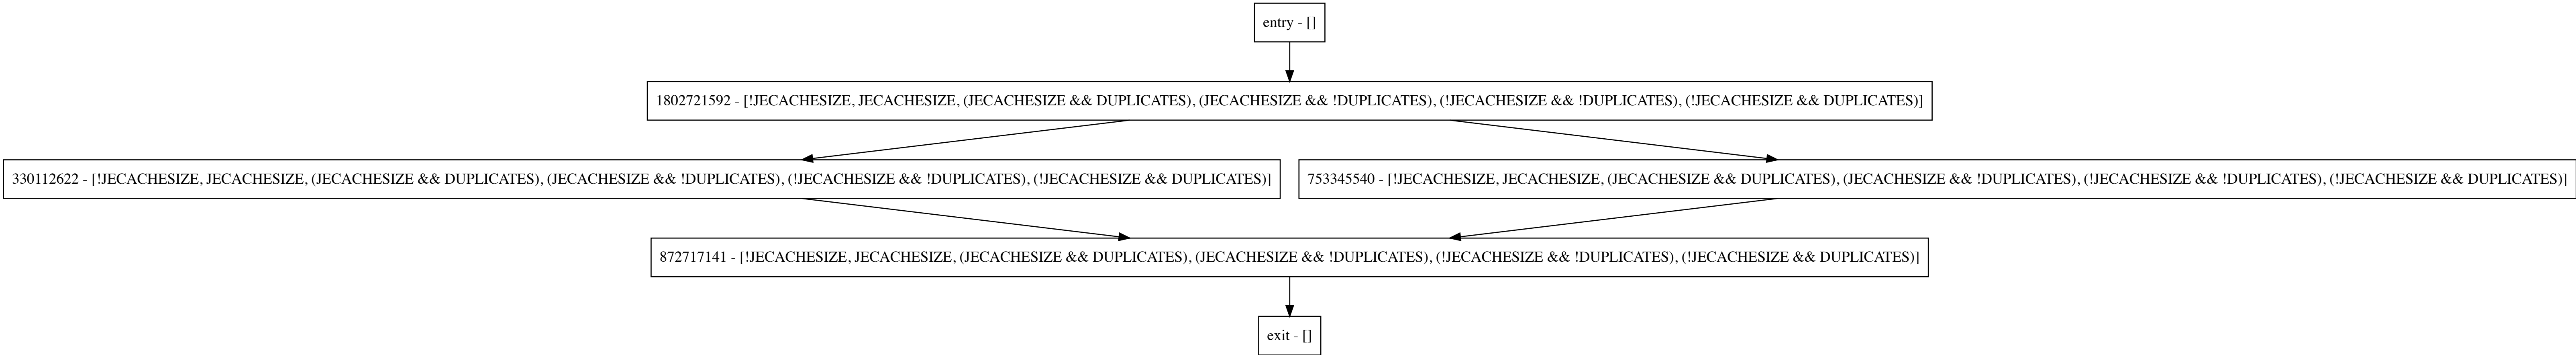 entry - []
1802721592 - [!JECACHESIZE, JECACHESIZE, (JECACHESIZE && DUPLICATES), (JECACHESIZE && !DUPLICATES), (!JECACHESIZE && !DUPLICATES), (!JECACHESIZE && DUPLICATES)]
330112622 - [!JECACHESIZE, JECACHESIZE, (JECACHESIZE && DUPLICATES), (JECACHESIZE && !DUPLICATES), (!JECACHESIZE && !DUPLICATES), (!JECACHESIZE && DUPLICATES)]
753345540 - [!JECACHESIZE, JECACHESIZE, (JECACHESIZE && DUPLICATES), (JECACHESIZE && !DUPLICATES), (!JECACHESIZE && !DUPLICATES), (!JECACHESIZE && DUPLICATES)]
872717141 - [!JECACHESIZE, JECACHESIZE, (JECACHESIZE && DUPLICATES), (JECACHESIZE && !DUPLICATES), (!JECACHESIZE && !DUPLICATES), (!JECACHESIZE && DUPLICATES)]
exit - []